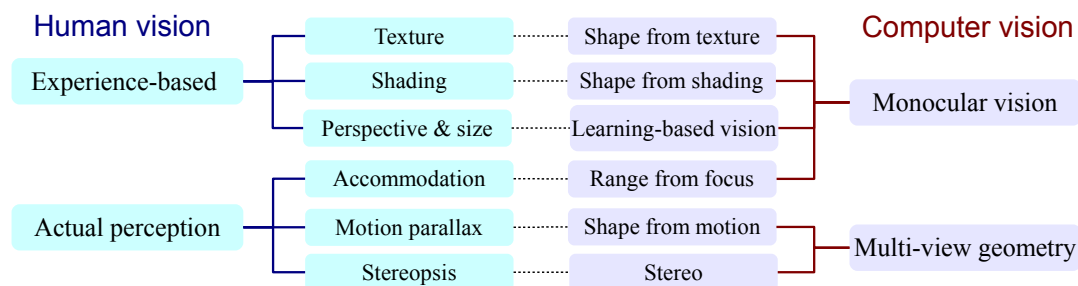 Human vision
Computer vision
Texture
Shape from texture
Experience-based
Shading
Shape from shading
Monocular vision
Perspective & size
Learning-based vision
Accommodation
Range from focus
Actual perception
Motion parallax
Shape from motion
Multi-view geometry
Stereopsis
Stereo